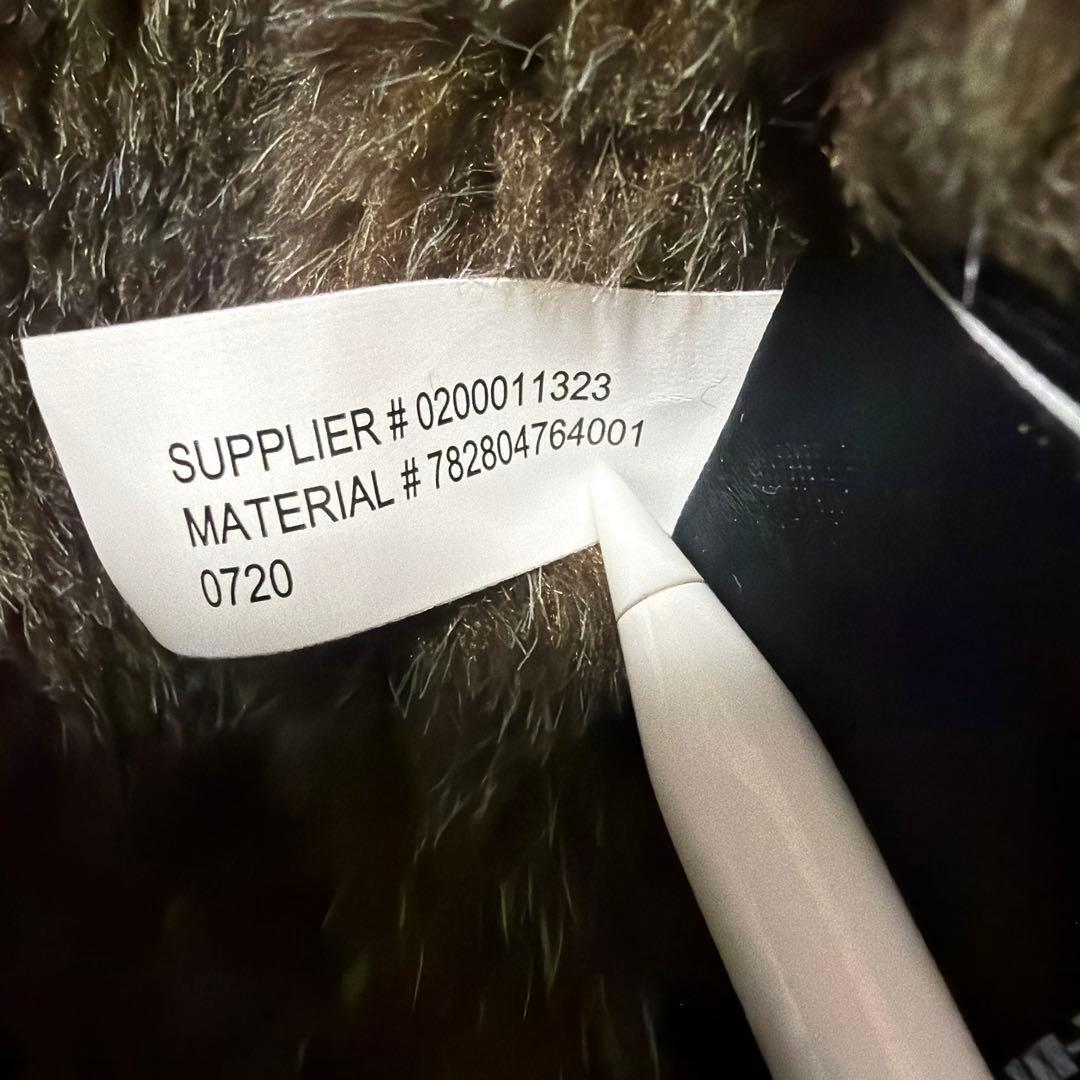 SUPPLIER # 0200011323
MATERIAL # 782804764001
0720